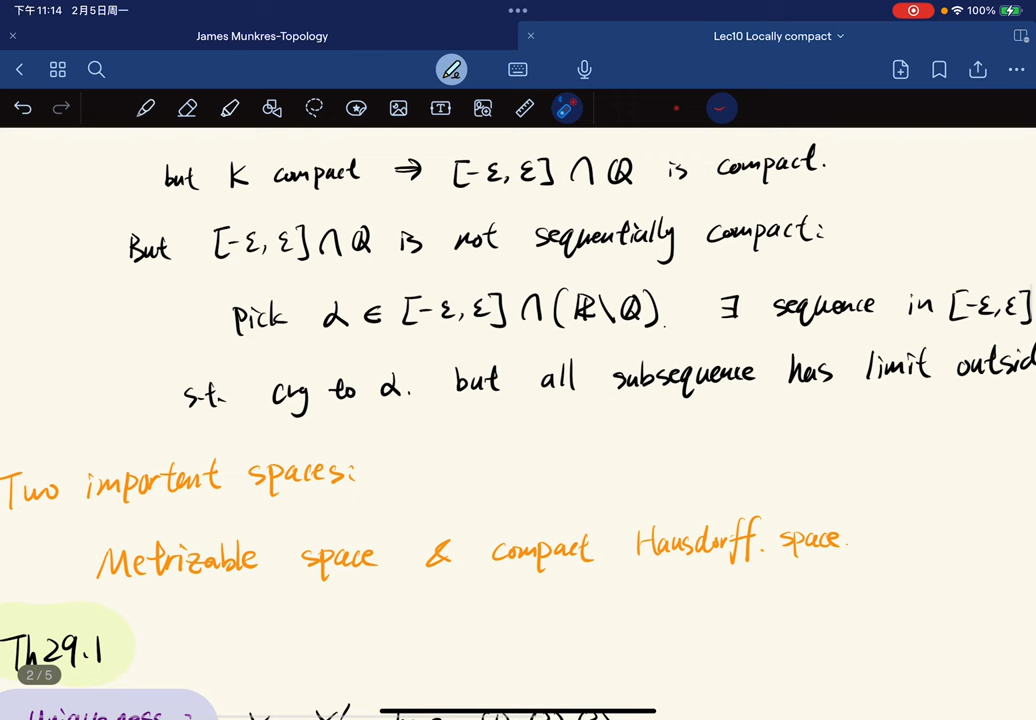 下午11:14 2月5日周一
100%
James Munkres-Topology
Lec10 Locally compact
but K compact ⇒ [-ε, ε] ∩ ℚ is compact.
But [-ε, ε] ∩ ℚ is not sequentially compact:
pick α ∈ [-ε, ε] ∩ (ℝ\ℚ). ∃ sequence in [-ε, ε]
s.t. cvg to α. but all subsequence has limit outsid
Two important spaces:
Metrizable space & compact Hausdorff. space.
Th29.1
2/5
Uniqueness: